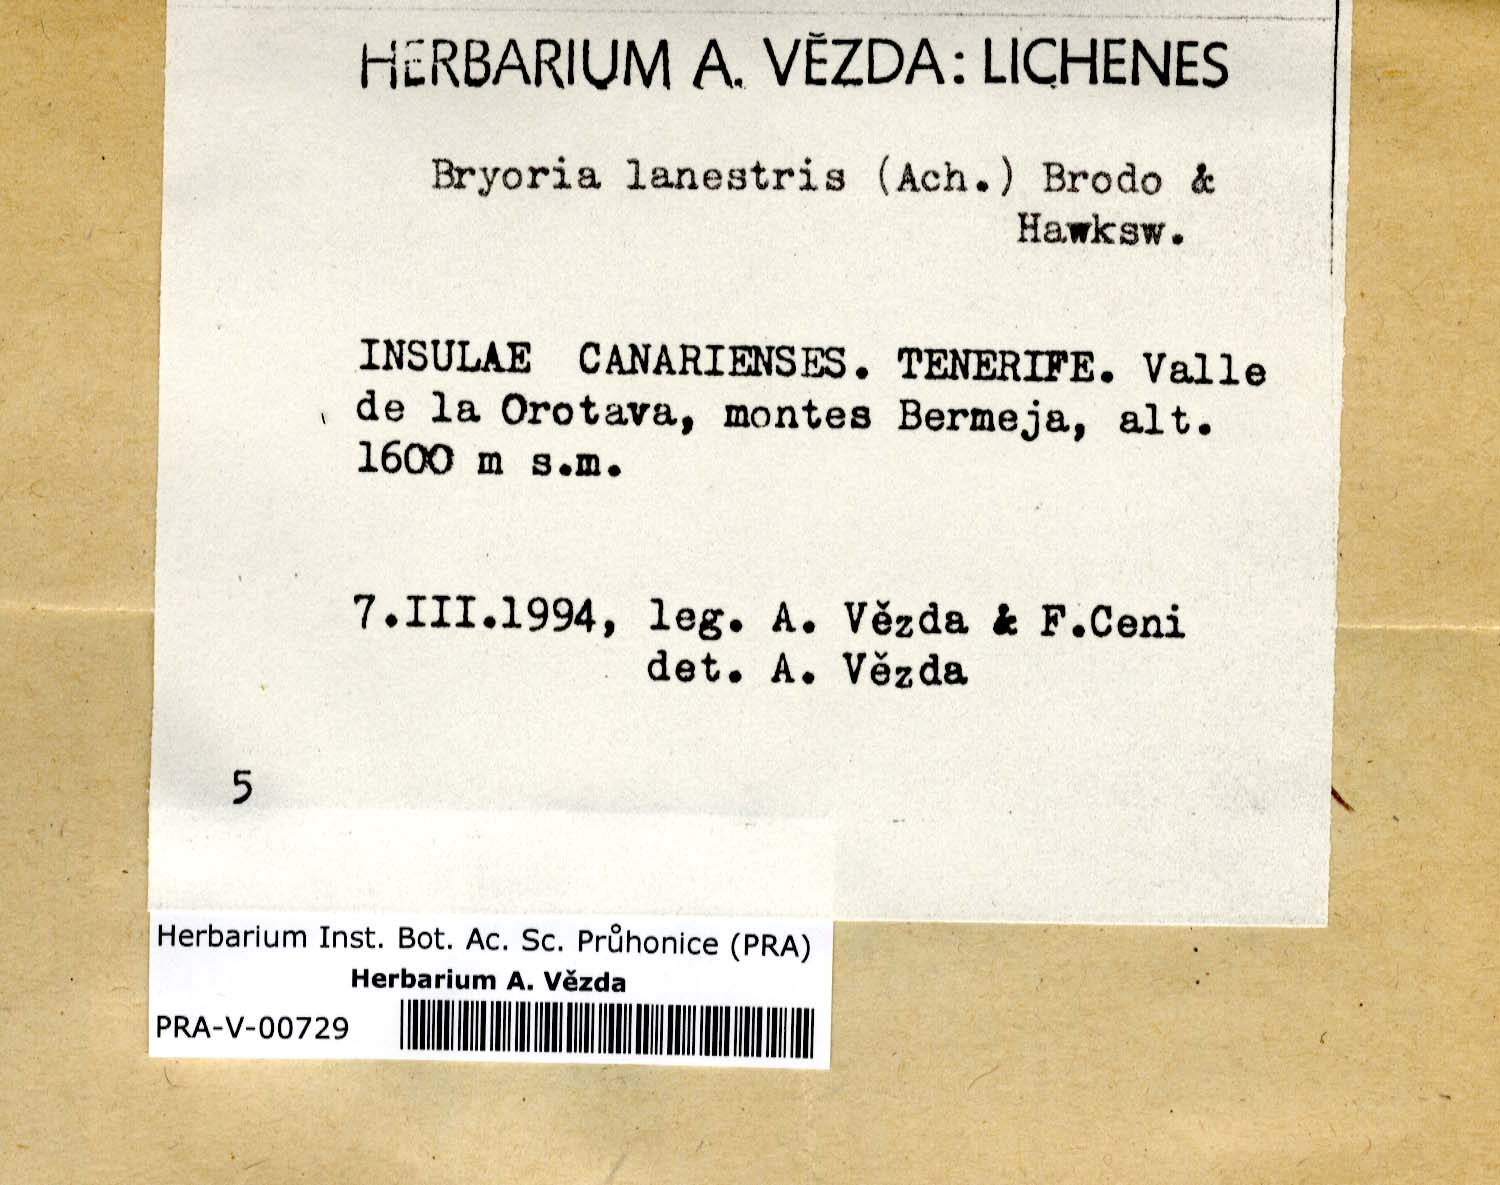 HERBARIUM A. VĚZDA: LICHENES
Bryoria lanestris (Ach.) Brodo &
Hawksw.
INSULAE CANARIENSES. TENERIFE. Valle
de la Orotava, montes Bermeja, alt.
1600 m s.m.
7.III.1994, leg. A. Vězda & F.Ceni
det. A. Vězda
5
Herbarium Inst. Bot. Ac. Sc. Průhonice (PRA)
Herbarium A. Vězda
PRA-V-00729